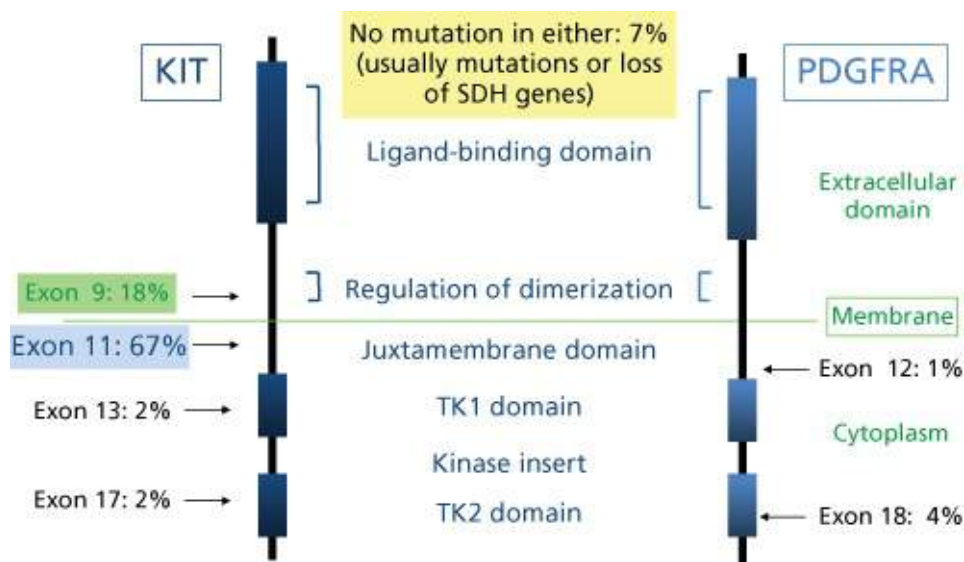 No mutation in either: 7%
(usually mutations or loss
of SDH genes)
KIT
PDGFRA
Ligand-binding domain
Extracellular
domain
Exon 9: 18%
Regulation of dimerization
Membrane
Exon 11: 67%
Juxtamembrane domain
Exon 12: 1%
Exon 13: 2%
TK1 domain
Cytoplasm
Kinase insert
Exon 17: 2%
TK2 domain
Exon 18: 4%